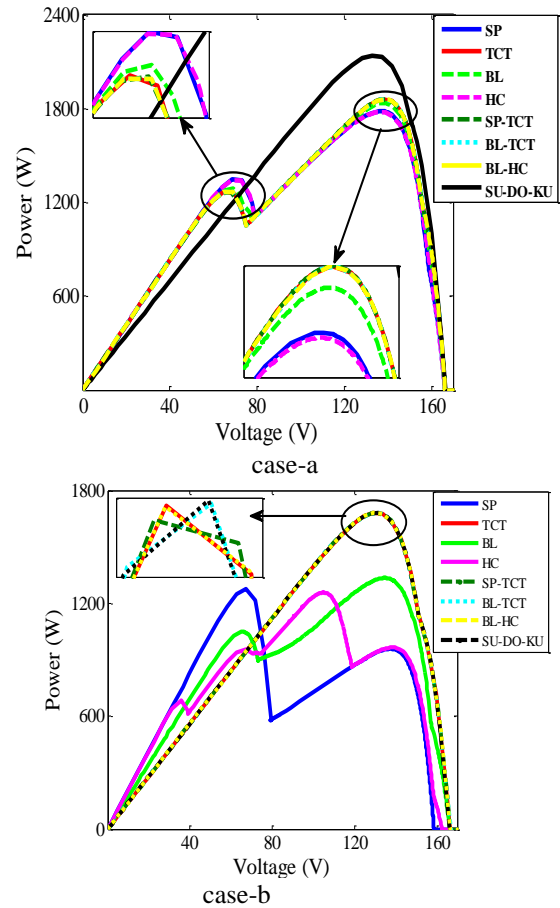 2400
1800
1200
600
0
40
80
120
160
Power (W)
Voltage (V)
SP
TCT
BL
HC
SP-TCT
BL-TCT
BL-HC
SU-DO-KU
case-a
1800
1200
600
0
0
40
80
120
160
Power (W)
Voltage (V)
SP
TCT
BL
HC
SP-TCT
BL-TCT
BL-HC
SU-DO-KU
case-b